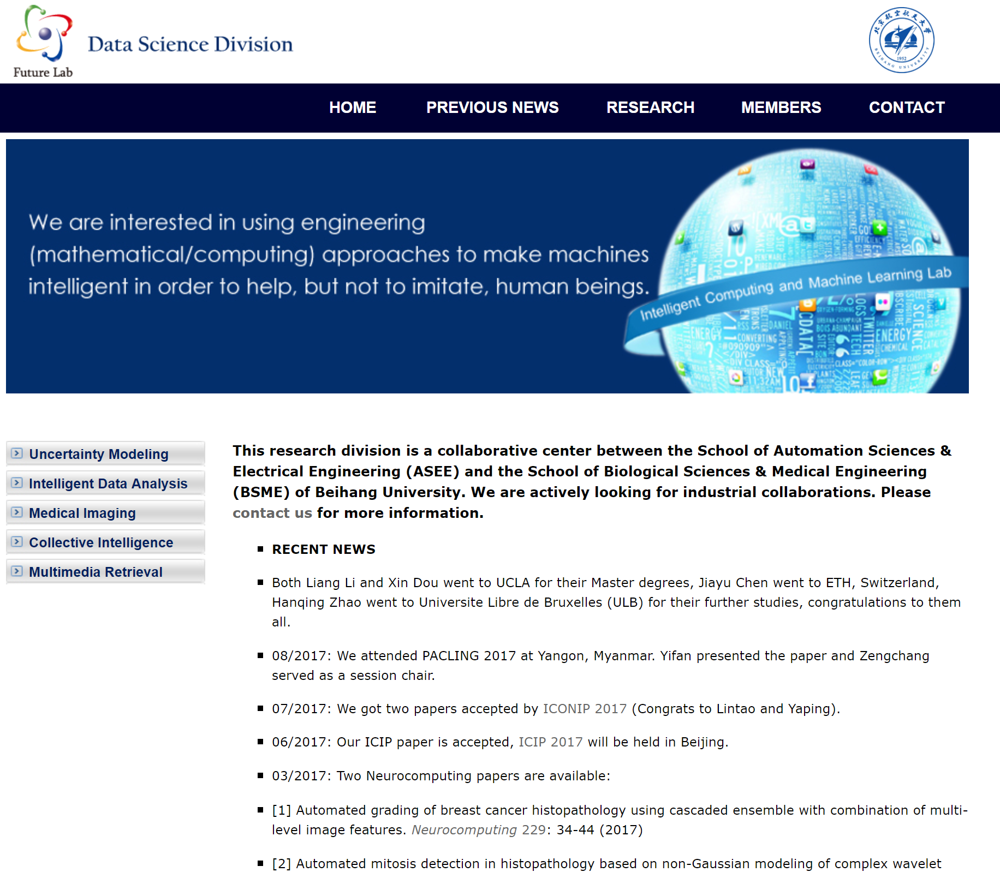 Future Lab
Data Science Division
北京航空航天大学
BEIHANG UNIVERSITY
1952
HOME PREVIOUS NEWS RESEARCH MEMBERS CONTACT
We are interested in using engineering
(mathematical/computing) approaches to make machines
intelligent in order to help, but not to imitate, human beings.
Intelligent Computing and Machine Learning Lab
Uncertainty Modeling
Intelligent Data Analysis
Medical Imaging
Collective Intelligence
Multimedia Retrieval
This research division is a collaborative center between the School of Automation Sciences &
Electrical Engineering (ASEE) and the School of Biological Sciences & Medical Engineering
(BSME) of Beihang University. We are actively looking for industrial collaborations. Please
contact us for more information.
RECENT NEWS
Both Liang Li and Xin Dou went to UCLA for their Master degrees, Jiayu Chen went to ETH, Switzerland,
Hanqing Zhao went to Universite Libre de Bruxelles (ULB) for their further studies, congratulations to them
all.
08/2017: We attended PACLING 2017 at Yangon, Myanmar. Yifan presented the paper and Zengchang
served as a session chair.
07/2017: We got two papers accepted by ICONIP 2017 (Congrats to Lintao and Yaping).
06/2017: Our ICIP paper is accepted, ICIP 2017 will be held in Beijing.
03/2017: Two Neurocomputing papers are available:
[1] Automated grading of breast cancer histopathology using cascaded ensemble with combination of multi-
level image features. Neurocomputing 229: 34-44 (2017)
[2] Automated mitosis detection in histopathology based on non-Gaussian modeling of complex wavelet